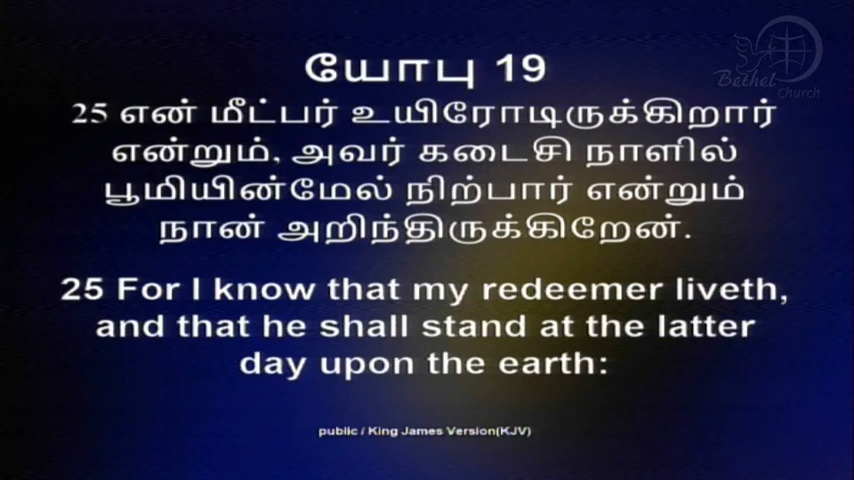 Bethel
Church
யோபு 19
25 என் மீட்பர் உயிரோடிருக்கிறார்
என்றும், அவர் கடைசி நாளில்
பூமியின்மேல் நிற்பார் என்றும்
நான் அறிந்திருக்கிறேன்.
25 For I know that my redeemer liveth,
and that he shall stand at the latter
day upon the earth:
public / King James Version(KJV)